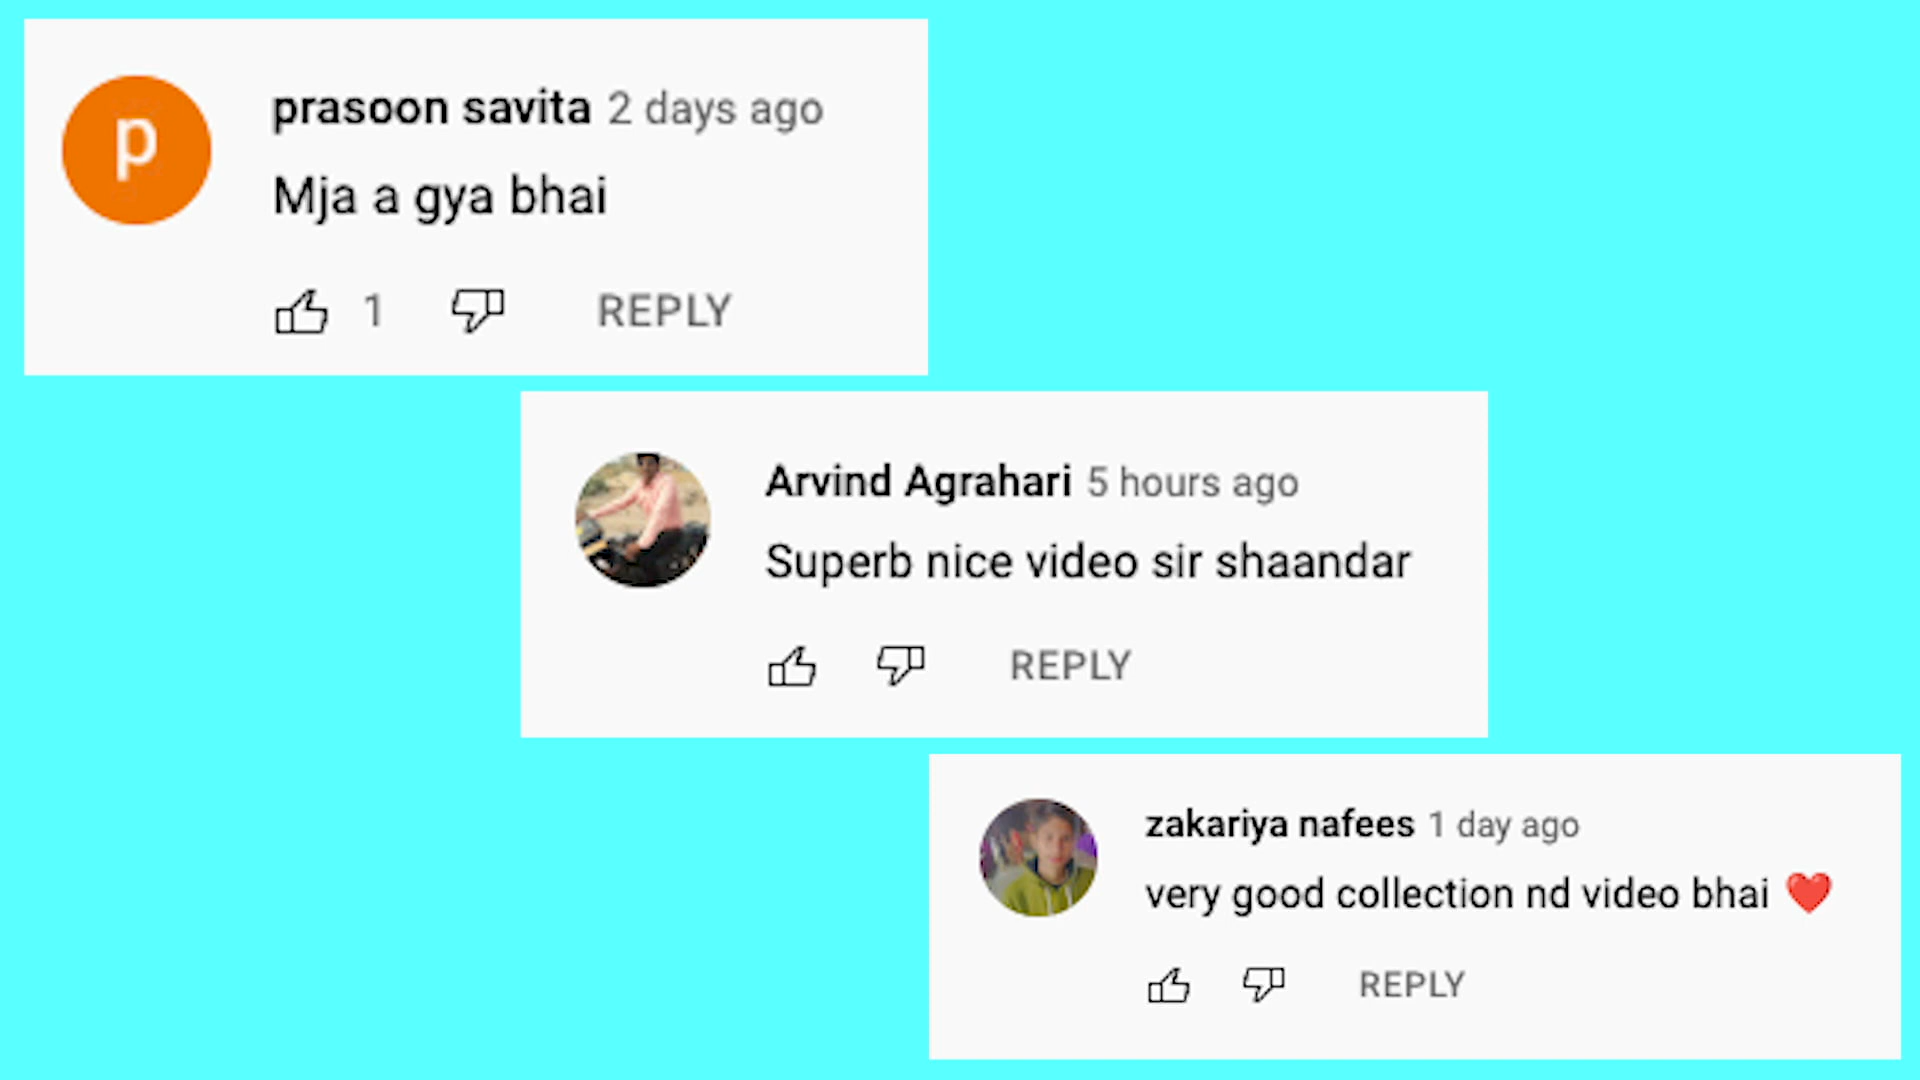 p
prasoon savita 2 days ago
Mja a gya bhai
1 REPLY
Arvind Agrahari 5 hours ago
Superb nice video sir shaandar
REPLY
zakariya nafees 1 day ago
very good collection nd video bhai ❤️
REPLY